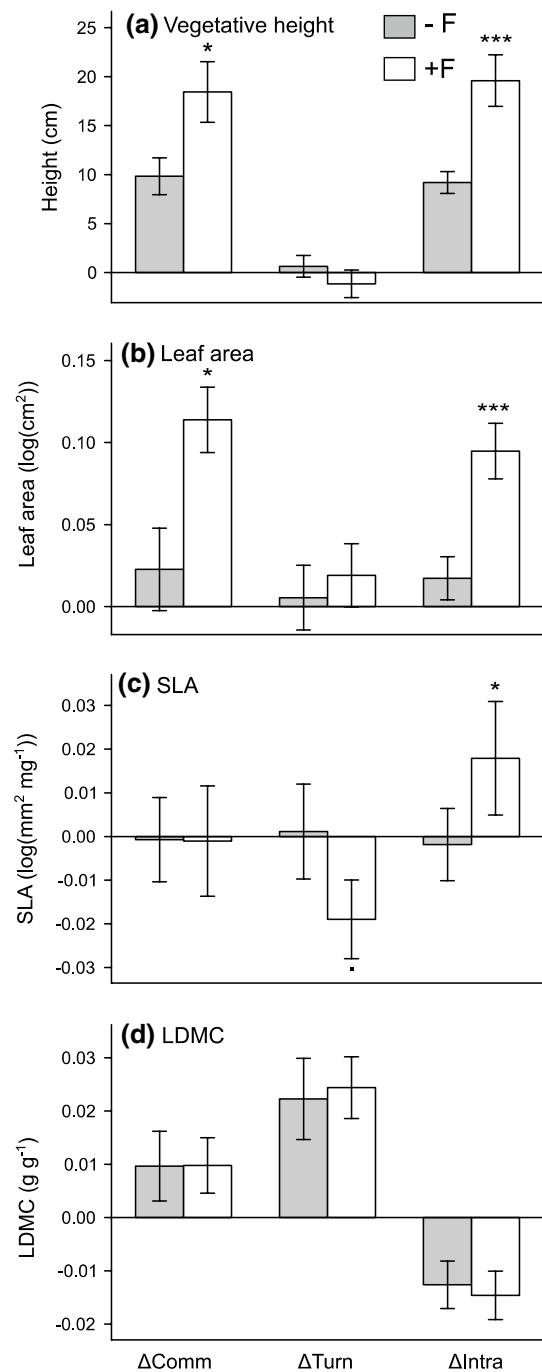 (a) Vegetative height
- F
+F
*
***
Height (cm)
25
20
15
10
5
0
(b) Leaf area
*
***
Leaf area (log(cm²))
0.15
0.10
0.05
0.00
(c) SLA
*
SLA (log(mm² mg⁻¹))
0.03
0.02
0.01
0.00
-0.01
-0.02
-0.03
.
(d) LDMC
LDMC (g g⁻¹)
0.03
0.02
0.01
0.00
-0.01
-0.02
ΔComm ΔTurn ΔIntra